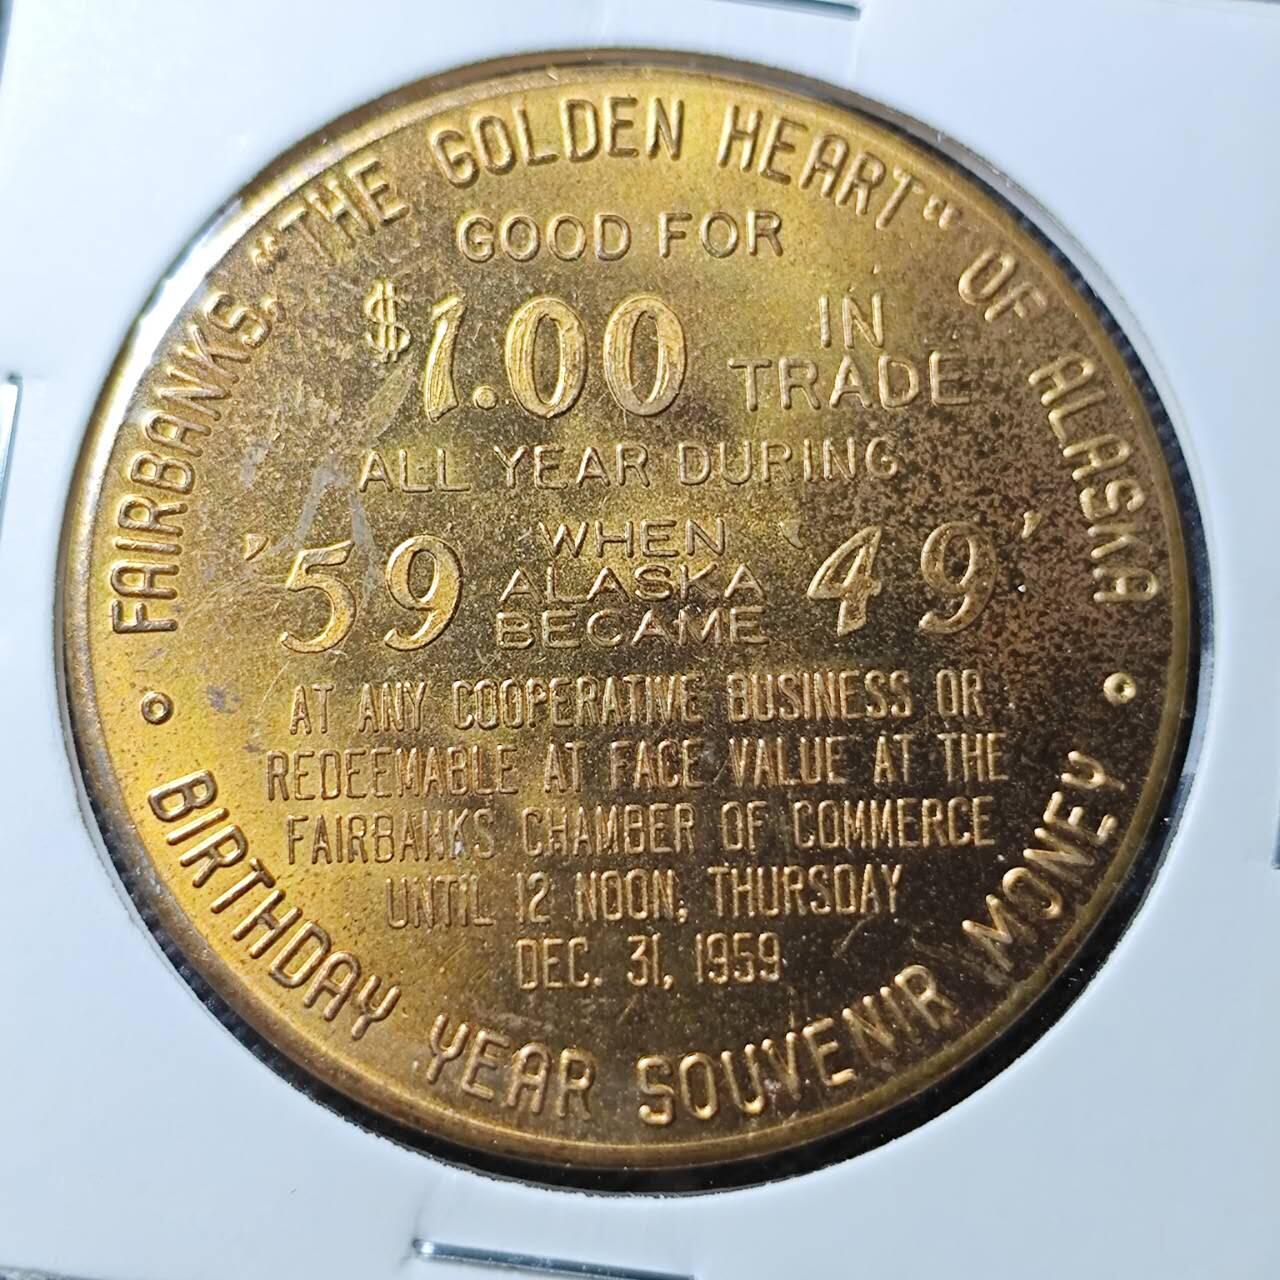 FAIRBANKS, "THE GOLDEN HEART" OF ALASKA
GOOD FOR
$1.00 IN TRADE
ALL YEAR DURING
'59 WHEN ALASKA BECAME '49'
AT ANY COOPERATIVE BUSINESS OR
REDEEMABLE AT FACE VALUE AT THE
FAIRBANKS CHAMBER OF COMMERCE
UNTIL 12 NOON, THURSDAY
DEC. 31, 1959
BIRTHDAY YEAR SOUVENIR MONEY